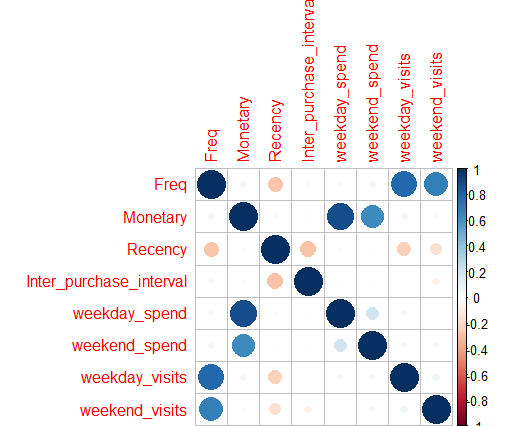 Freq
Monetary
Recency
Inter_purchase_interval
weekday_spend
weekend_spend
weekday_visits
weekend_visits
Freq
Monetary
Recency
Inter_purchase_interval
weekday_spend
weekend_spend
weekday_visits
weekend_visits
1
0.8
0.6
0.4
0.2
0
-0.2
-0.4
-0.6
-0.8
-1